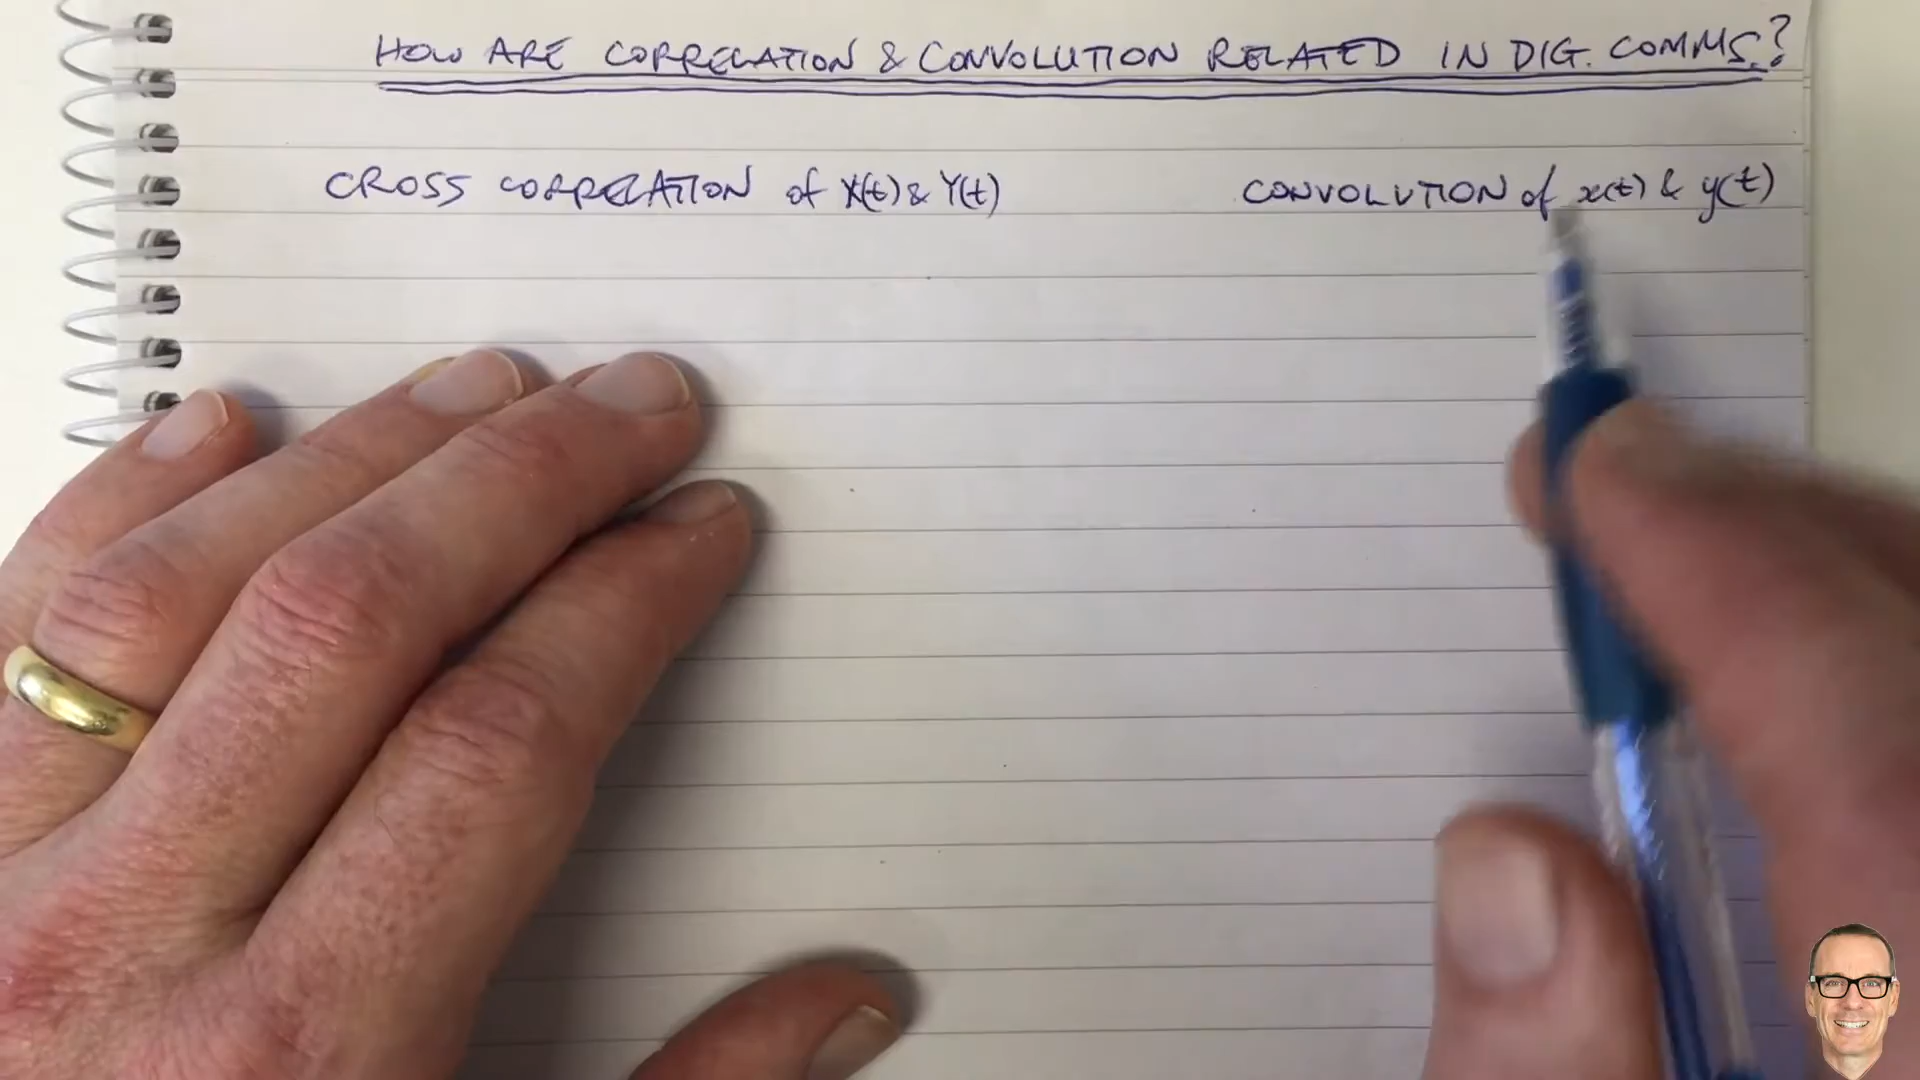 HOW ARE CORRELATION & CONVOLUTION RELATED IN DIG. COMMS.?
CROSS CORRELATION of X(t) & Y(t)
CONVOLUTION of x(t) & y(t)